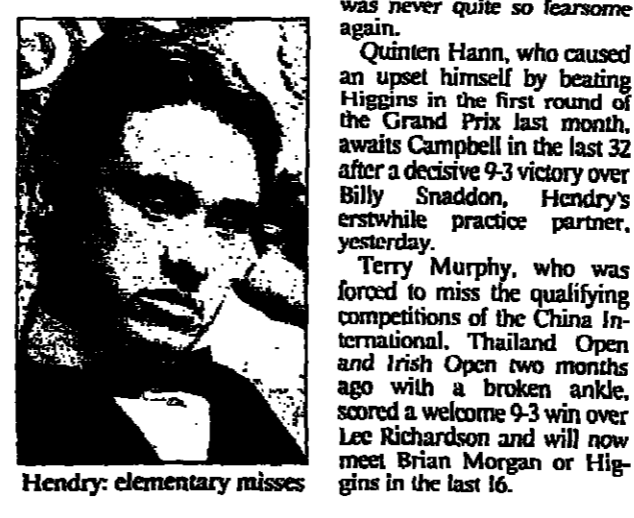 was never quite so fearsome
again.
Quinten Hann, who caused
an upset himself by beating
Higgins in the first round of
the Grand Prix last month,
awaits Campbell in the last 32
after a decisive 9-3 victory over
Billy Snaddon, Hendry's
erstwhile practice partner,
yesterday.
Terry Murphy, who was
forced to miss the qualifying
competitions of the China In-
ternational, Thailand Open
and Irish Open two months
ago with a broken ankle,
scored a welcome 9-3 win over
Lee Richardson and will now
meet Brian Morgan or Hig-
gins in the last 16.
Hendry: elementary misses